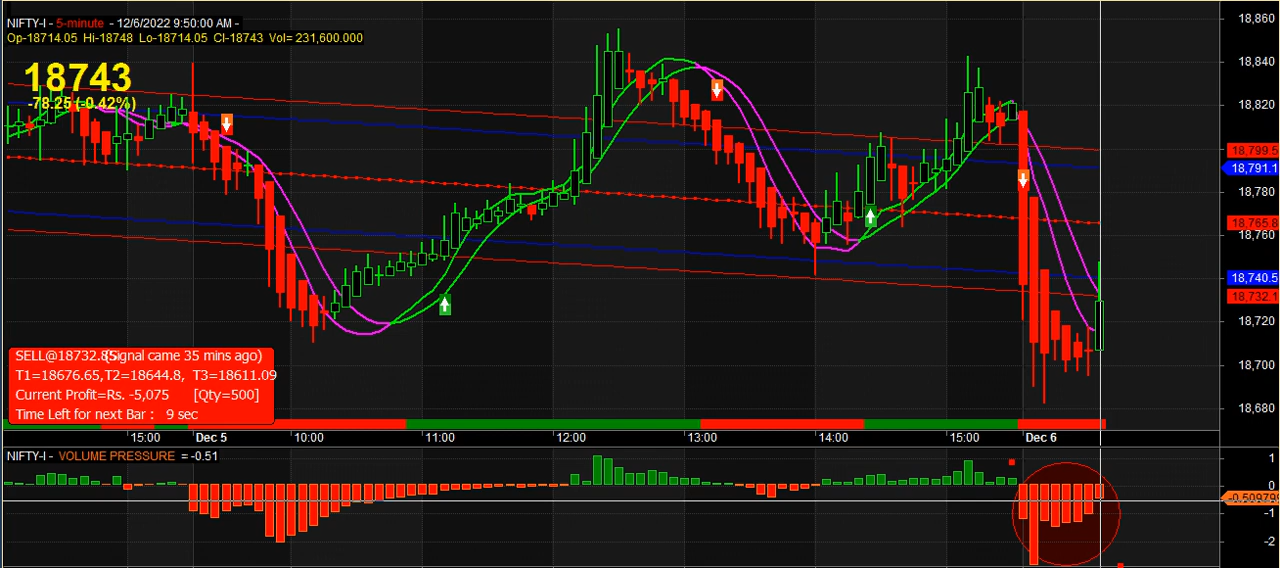 NIFTY-I - 5-minute - 12/6/2022 9:50:00 AM -
Op-18714.05 Hi-18748 Lo-18714.05 Cl-18743 Vol= 231,600.000
18743
-78.25 (-0.42%)
18,860
18,840
18,820
18,799.5
18,791.1
18,780
18,765.8
18,760
18,740.5
18,732.1
18,720
18,700
18,680
SELL@18732.85(Signal came 35 mins ago)
T1=18676.65,T2=18644.8, T3=18611.09
Current Profit=Rs. -5,075 [Qty=500]
Time Left for next Bar : 9 sec
15:00 Dec 5 10:00 11:00 12:00 13:00 14:00 15:00 Dec 6
NIFTY-I - VOLUME PRESSURE = -0.51
1
0
-0.509799
-1
-2